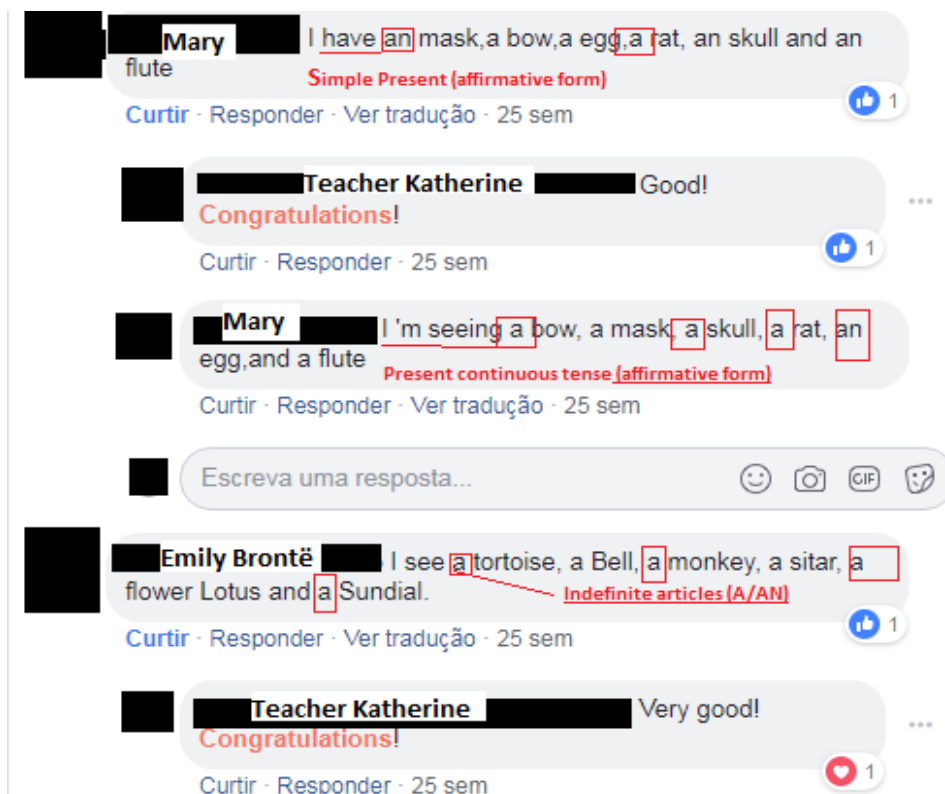 Mary I have an mask,a bow,a egg,a rat, an skull and an
flute
Simple Present (affirmative form)
Curtir · Responder · Ver tradução · 25 sem
1
Teacher Katherine Good!
Congratulations!
1
Curtir · Responder · 25 sem
Mary I 'm seeing a bow, a mask, a skull, a rat, an
egg,and a flute
Present continuous tense (affirmative form)
Curtir · Responder · Ver tradução · 25 sem
Escreva uma resposta... GIF
Emily Brontë I see a tortoise, a Bell, a monkey, a sitar, a
flower Lotus and a Sundial.
Indefinite articles (A/AN)
Curtir · Responder · Ver tradução · 25 sem
1
Teacher Katherine Very good!
Congratulations!
1
Curtir · Responder · 25 sem